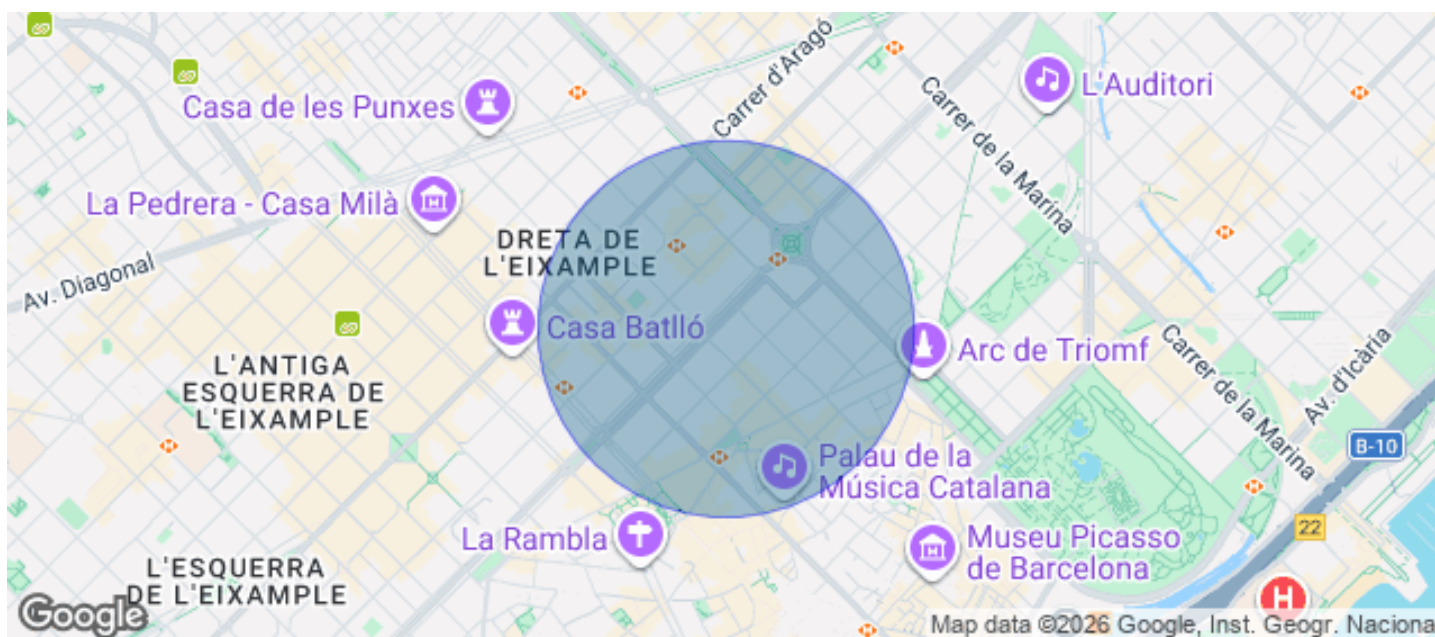 Carrer d'Aragó
L'Auditori
Casa de les Punxes
Carrer de la Marina
La Pedrera - Casa Milà
DRETA DE
L'EIXAMPLE
Av. Diagonal
Casa Batlló
Arc de Triomf
L'ANTIGA
ESQUERRA DE
L'EIXAMPLE
Av. d'Icària
Carrer de la Marina
B-10
Palau de la
Música Catalana
22
La Rambla
Museu Picasso
de Barcelona
L'ESQUERRA
DE L'EIXAMPLE
H
Google
Map data ©2026 Google, Inst. Geogr. Naciona